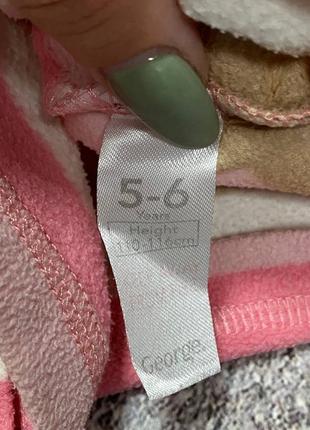 5-6
Years
Height
110-116cm
George.